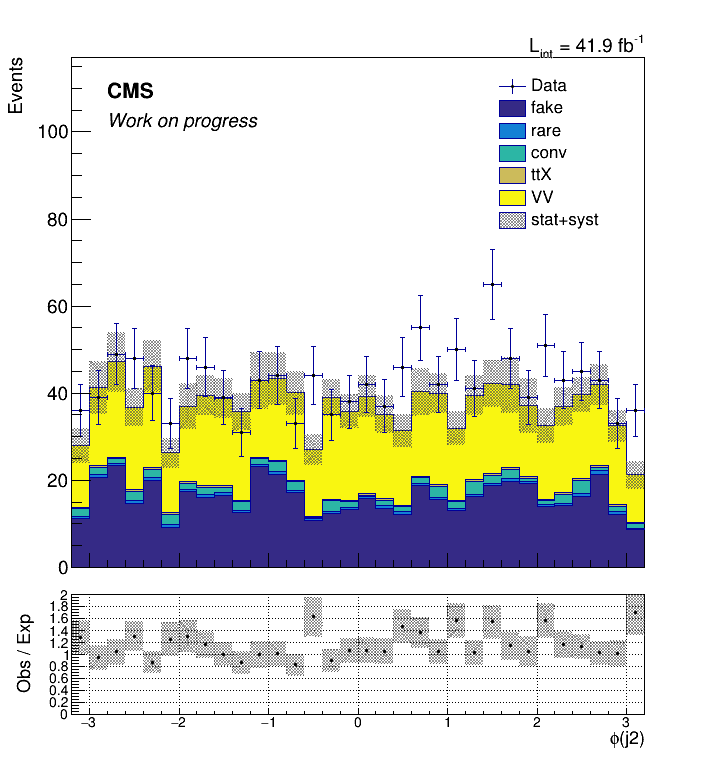 L_int = 41.9 fb^-1
Events
CMS
Work on progress
Data
fake
rare
conv
ttX
VV
stat+syst
100
80
60
40
20
0
Obs / Exp
2
1.8
1.6
1.4
1.2
1
0.8
0.6
0.4
0.2
0
−3 −2 −1 0 1 2 3
ϕ(j2)